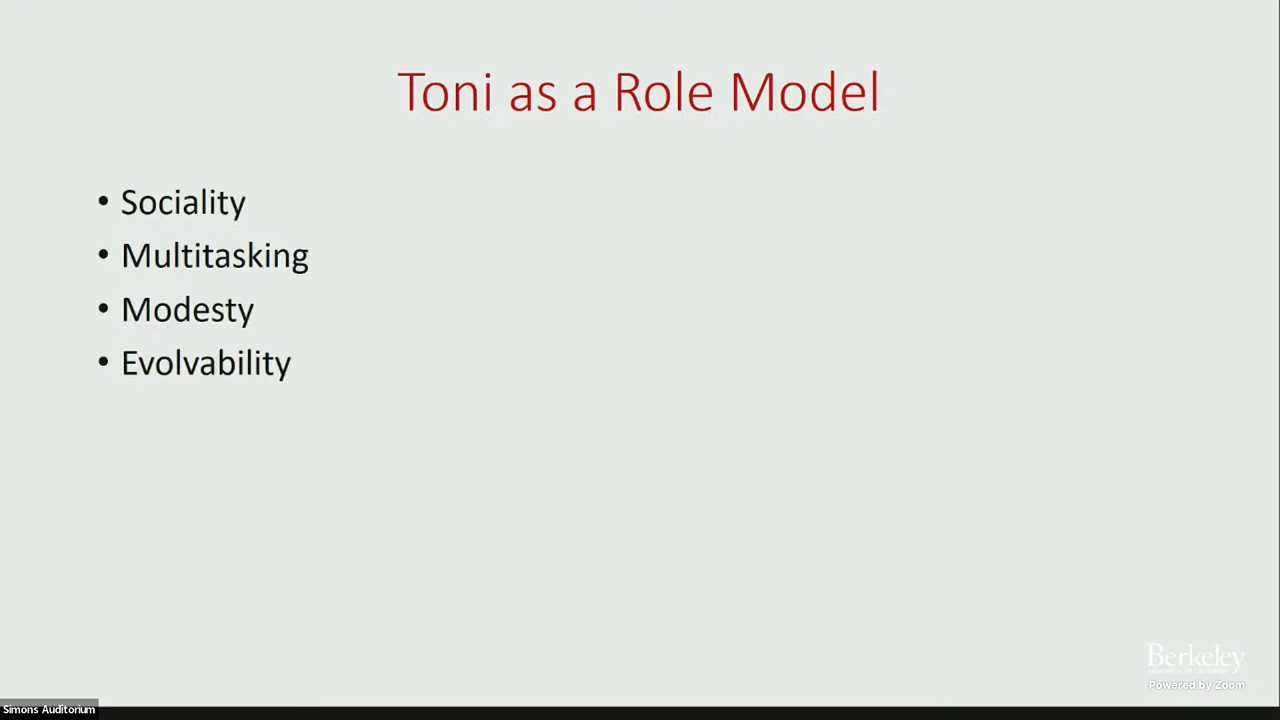 Toni as a Role Model
• Sociality
• Multitasking
• Modesty
• Evolvability
Berkeley
Powered by Zoom
Simons Auditorium